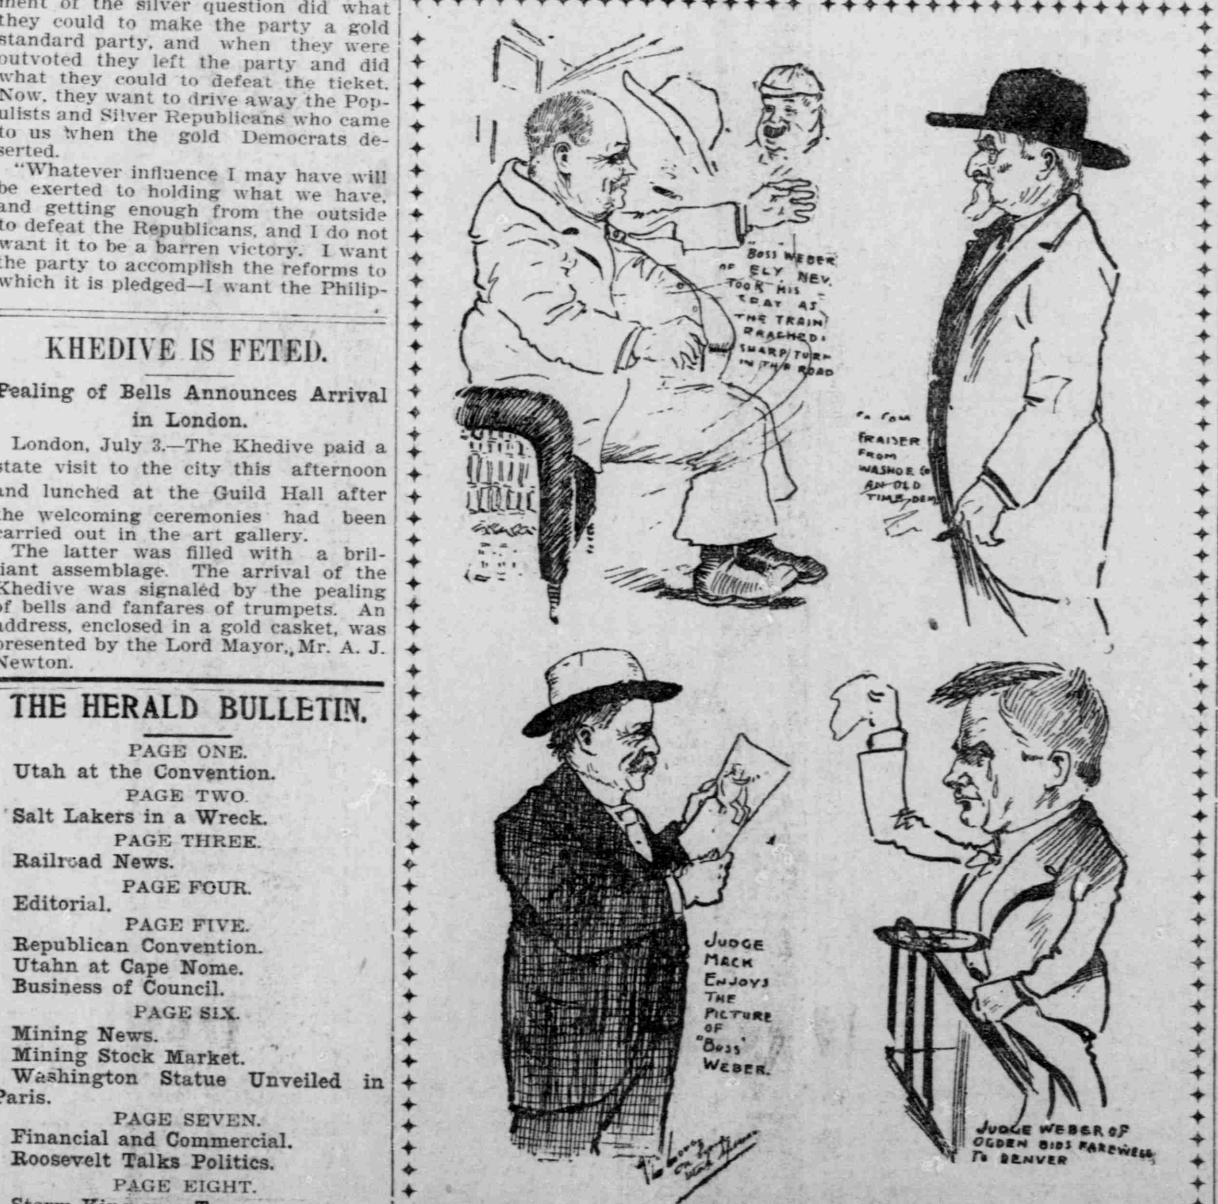 ment of the silver question did what
they could to make the party a gold
standard party, and when they were
outvoted they left the party and did
what they could to defeat the ticket.
Now, they want to drive away the Pop-
ulists and Silver Republicans who came
to us when the gold Democrats de-
serted.
"Whatever influence I may have will
be exerted to holding what we have,
and getting enough from the outside
to defeat the Republicans, and I do not
want it to be a barren victory. I want
the party to accomplish the reforms to
which it is pledged—I want the Philip-
KHEDIVE IS FETED.
Pealing of Bells Announces Arrival
in London.
London, July 3.—The Khedive paid a
state visit to the city this afternoon
and lunched at the Guild Hall after
the welcoming ceremonies had been
carried out in the art gallery.
The latter was filled with a bril-
liant assemblage. The arrival of the
Khedive was signaled by the pealing
of bells and fanfares of trumpets. An
address, enclosed in a gold casket, was
presented by the Lord Mayor, Mr. A. J.
Newton.
THE HERALD BULLETIN.
PAGE ONE.
Utah at the Convention.
PAGE TWO.
Salt Lakers in a Wreck.
PAGE THREE.
Railroad News.
PAGE FOUR.
Editorial.
PAGE FIVE.
Republican Convention.
Utahn at Cape Nome.
Business of Council.
PAGE SIX.
Mining News.
Mining Stock Market.
Washington Statue Unveiled in
Paris.
PAGE SEVEN.
Financial and Commercial.
Roosevelt Talks Politics.
PAGE EIGHT.
"BOSS" WEBER
OF ELY NEV.
TOOK HIS
SEAT AS
THE TRAIN
REACHED
SHARP TURN
IN THE ROAD
FRAISER
FROM
WASHOE CO
AN OLD
TIME DEM
JUDGE
MACK
ENJOYS
THE
PICTURE
OF
"BOSS"
WEBER.
JUDGE WEBER OF
OGDEN BIDS FAREWELL
TO DENVER